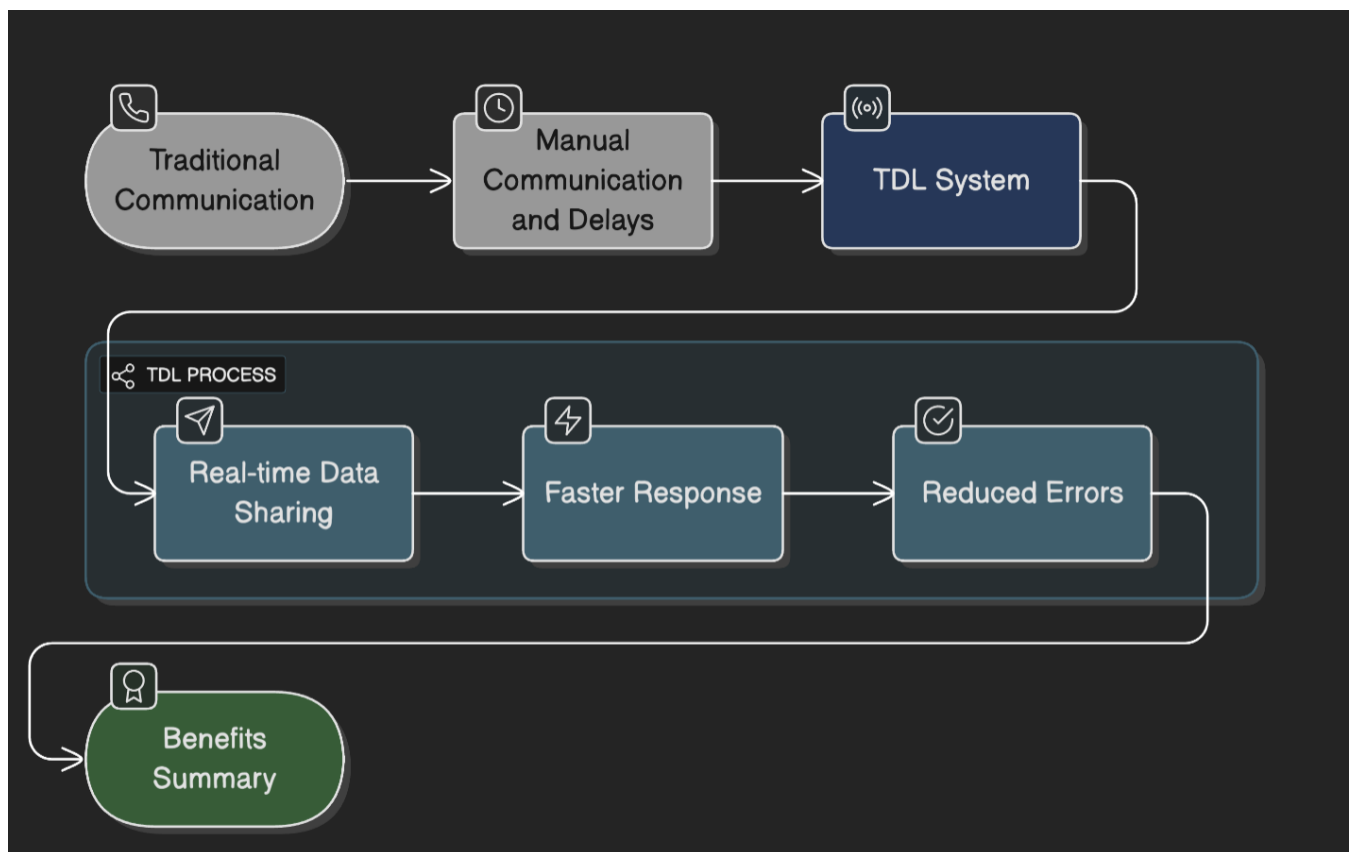 Traditional
Communication
Manual
Communication
and Delays
TDL System
TDL PROCESS
Real-time Data
Sharing
Faster Response
Reduced Errors
Benefits
Summary